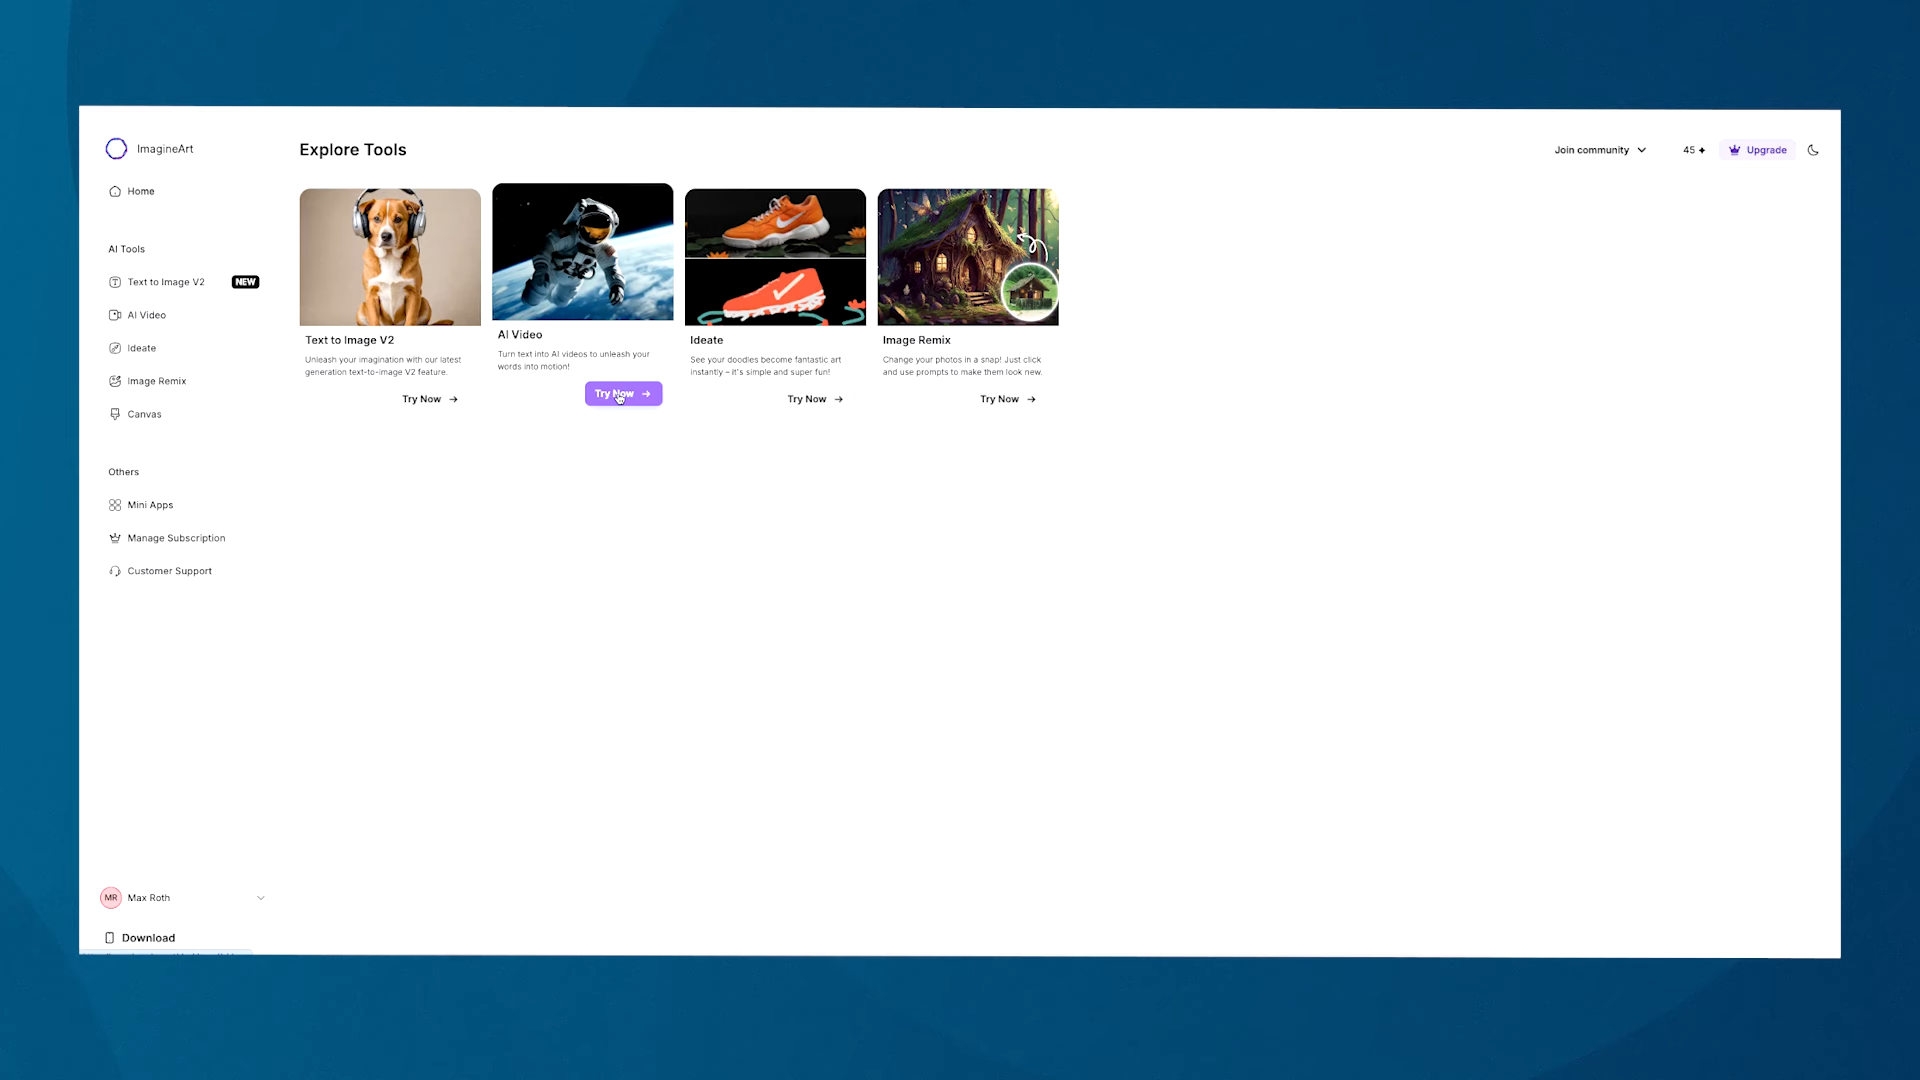 ImagineArt
Explore Tools
Join community
45
Upgrade
Home
AI Tools
Text to Image V2
NEW
AI Video
Ideate
Image Remix
Canvas
Others
Mini Apps
Manage Subscription
Customer Support
Text to Image V2
Unleash your imagination with our latest
generation text-to-image V2 feature.
Try Now
AI Video
Turn text into AI videos to unleash your
words into motion!
Try Now
Ideate
See your doodles become fantastic art
instantly – it's simple and super fun!
Try Now
Image Remix
Change your photos in a snap! Just click
and use prompts to make them look new.
Try Now
MR
Max Roth
Download